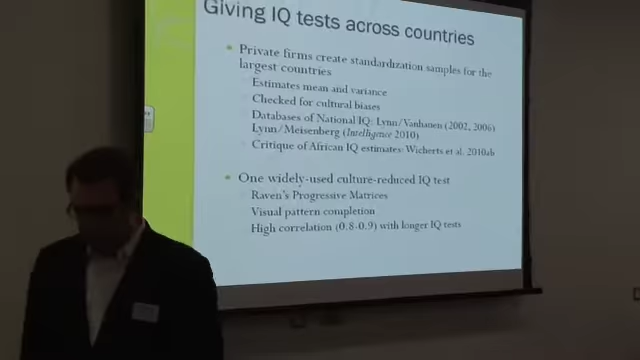 Giving IQ tests across countries
Private firms create standardization samples for the
largest countries
Estimates mean and variance
Checked for cultural biases
Databases of National IQ: Lynn/Vanhanen (2002, 2006)
Lynn/Meisenberg (Intelligence 2010)
Critique of African IQ estimates: Wicherts et al. 2010ab
One widely-used culture-reduced IQ test
Raven's Progressive Matrices
Visual pattern completion
High correlation (0.8-0.9) with longer IQ tests